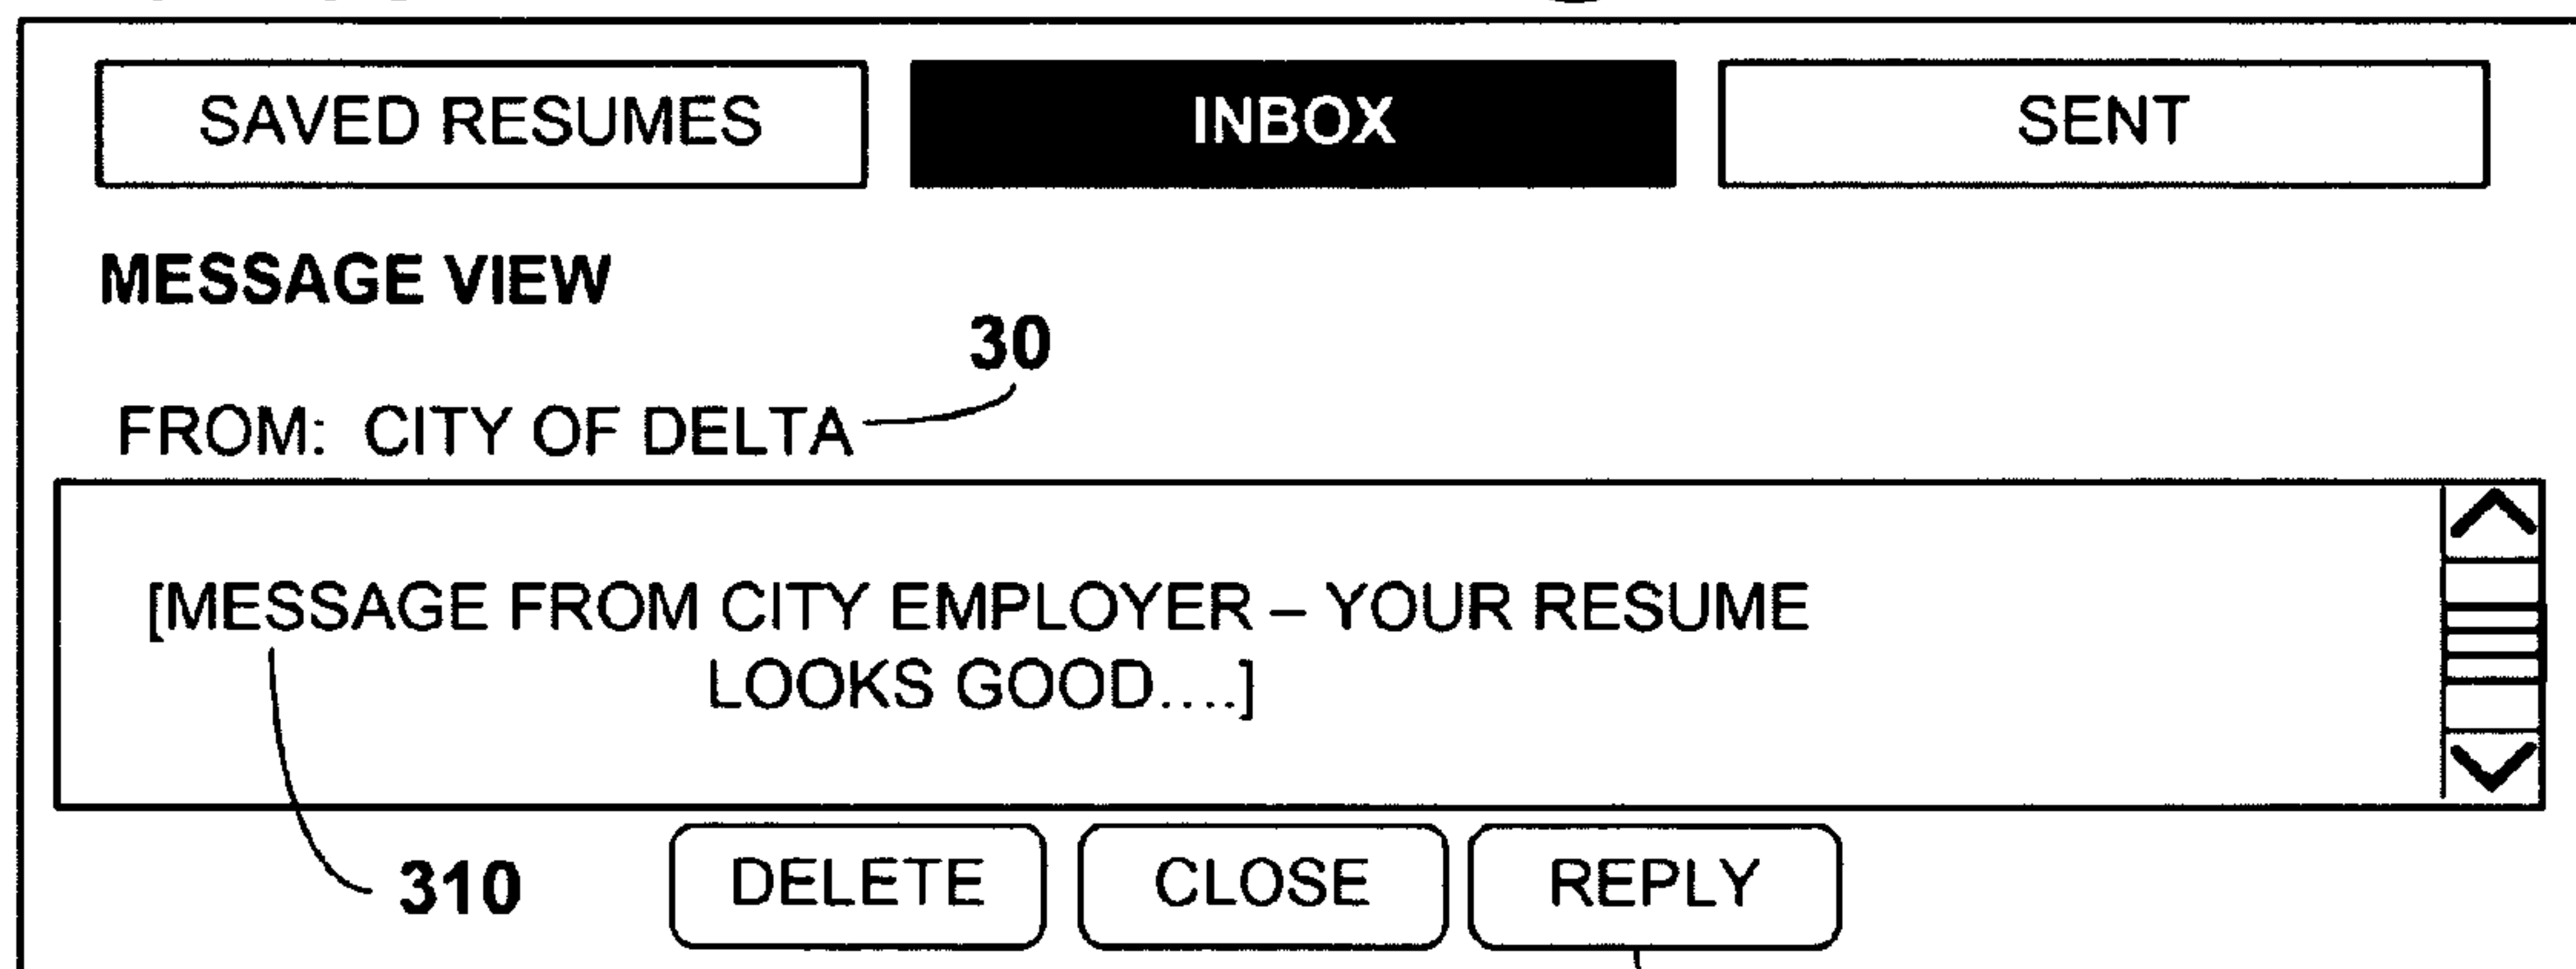 SAVED RESUMES INBOX SENT
MESSAGE VIEW
30
FROM: CITY OF DELTA
[MESSAGE FROM CITY EMPLOYER – YOUR RESUME
LOOKS GOOD....]
310 DELETE CLOSE REPLY